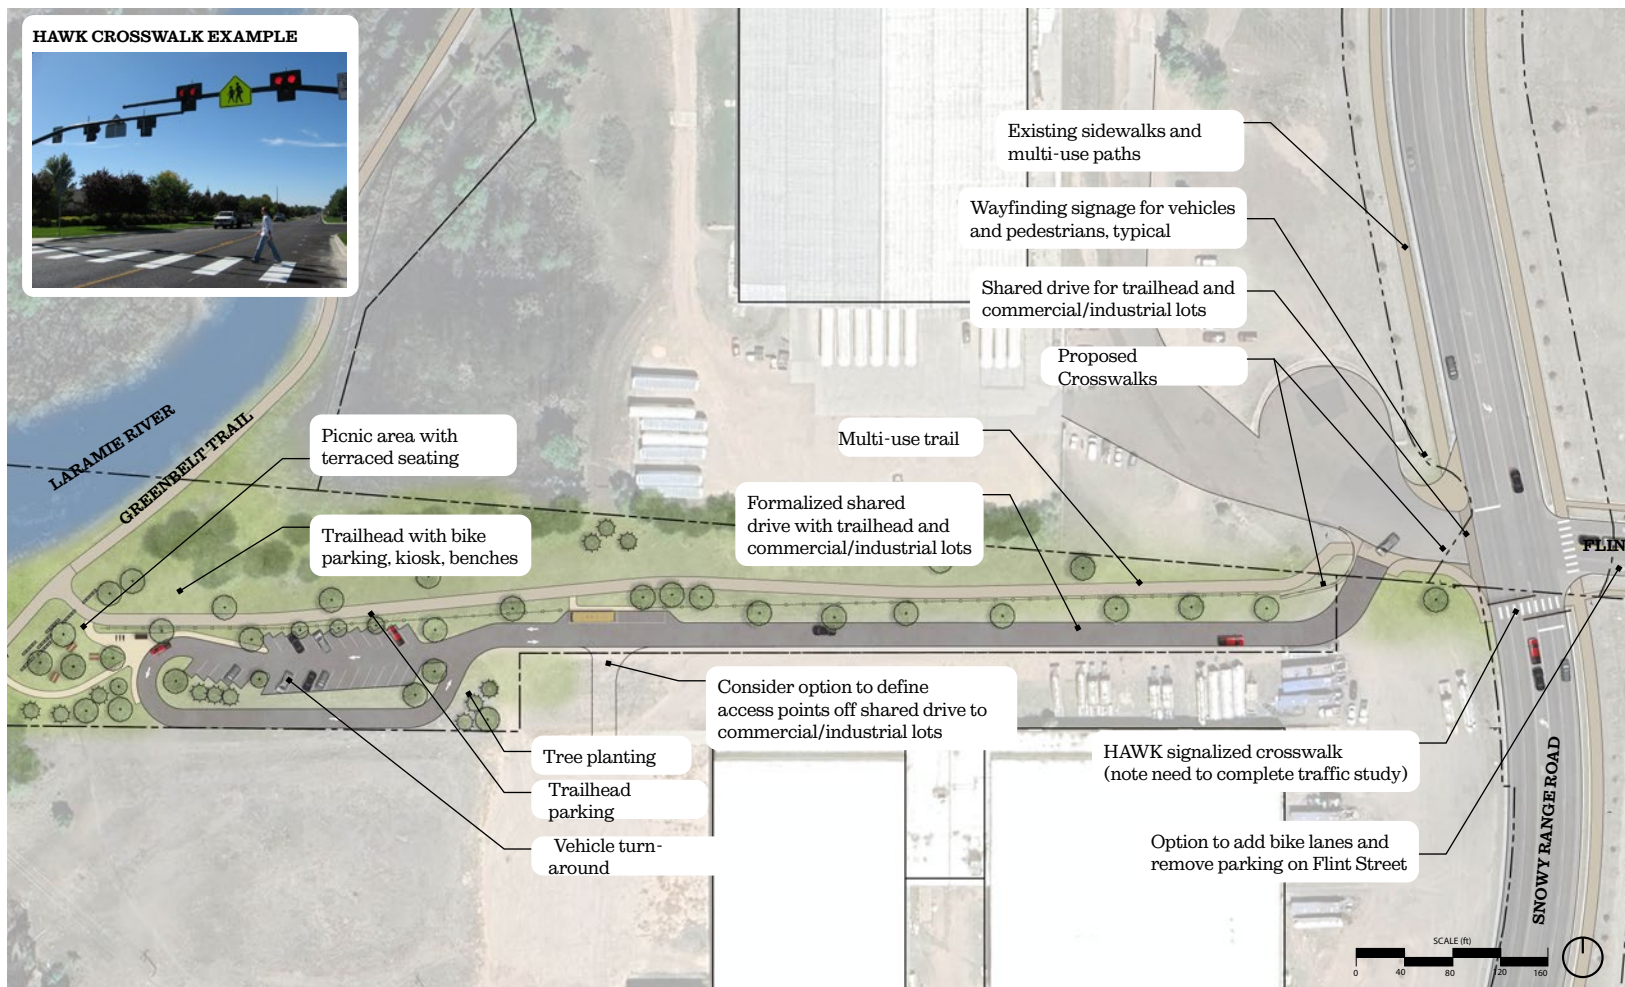 HAWK CROSSWALK EXAMPLE
Existing sidewalks and
multi-use paths
Wayfinding signage for vehicles
and pedestrians, typical
Shared drive for trailhead and
commercial/industrial lots
Proposed
Crosswalks
LARAMIE RIVER
GREENBELT TRAIL
Picnic area with
terraced seating
Multi-use trail
Formalized shared
drive with trailhead and
commercial/industrial lots
Trailhead with bike
parking, kiosk, benches
FLIN
Consider option to define
access points off shared drive to
commercial/industrial lots
Tree planting
Trailhead
parking
Vehicle turn-
around
HAWK signalized crosswalk
(note need to complete traffic study)
Option to add bike lanes and
remove parking on Flint Street
SNOWY RANGE ROAD
SCALE (ft)
0 40 80 120 160